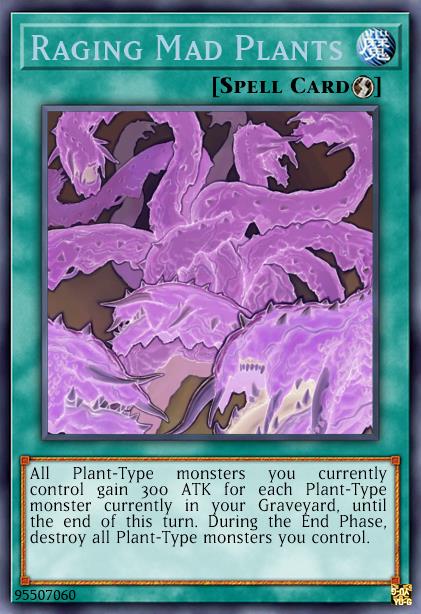 Raging Mad Plants 魔
[Spell Card]
All Plant-Type monsters you currently
control gain 300 ATK for each Plant-Type
monster currently in your Graveyard, until
the end of this turn. During the End Phase,
destroy all Plant-Type monsters you control.
95507060